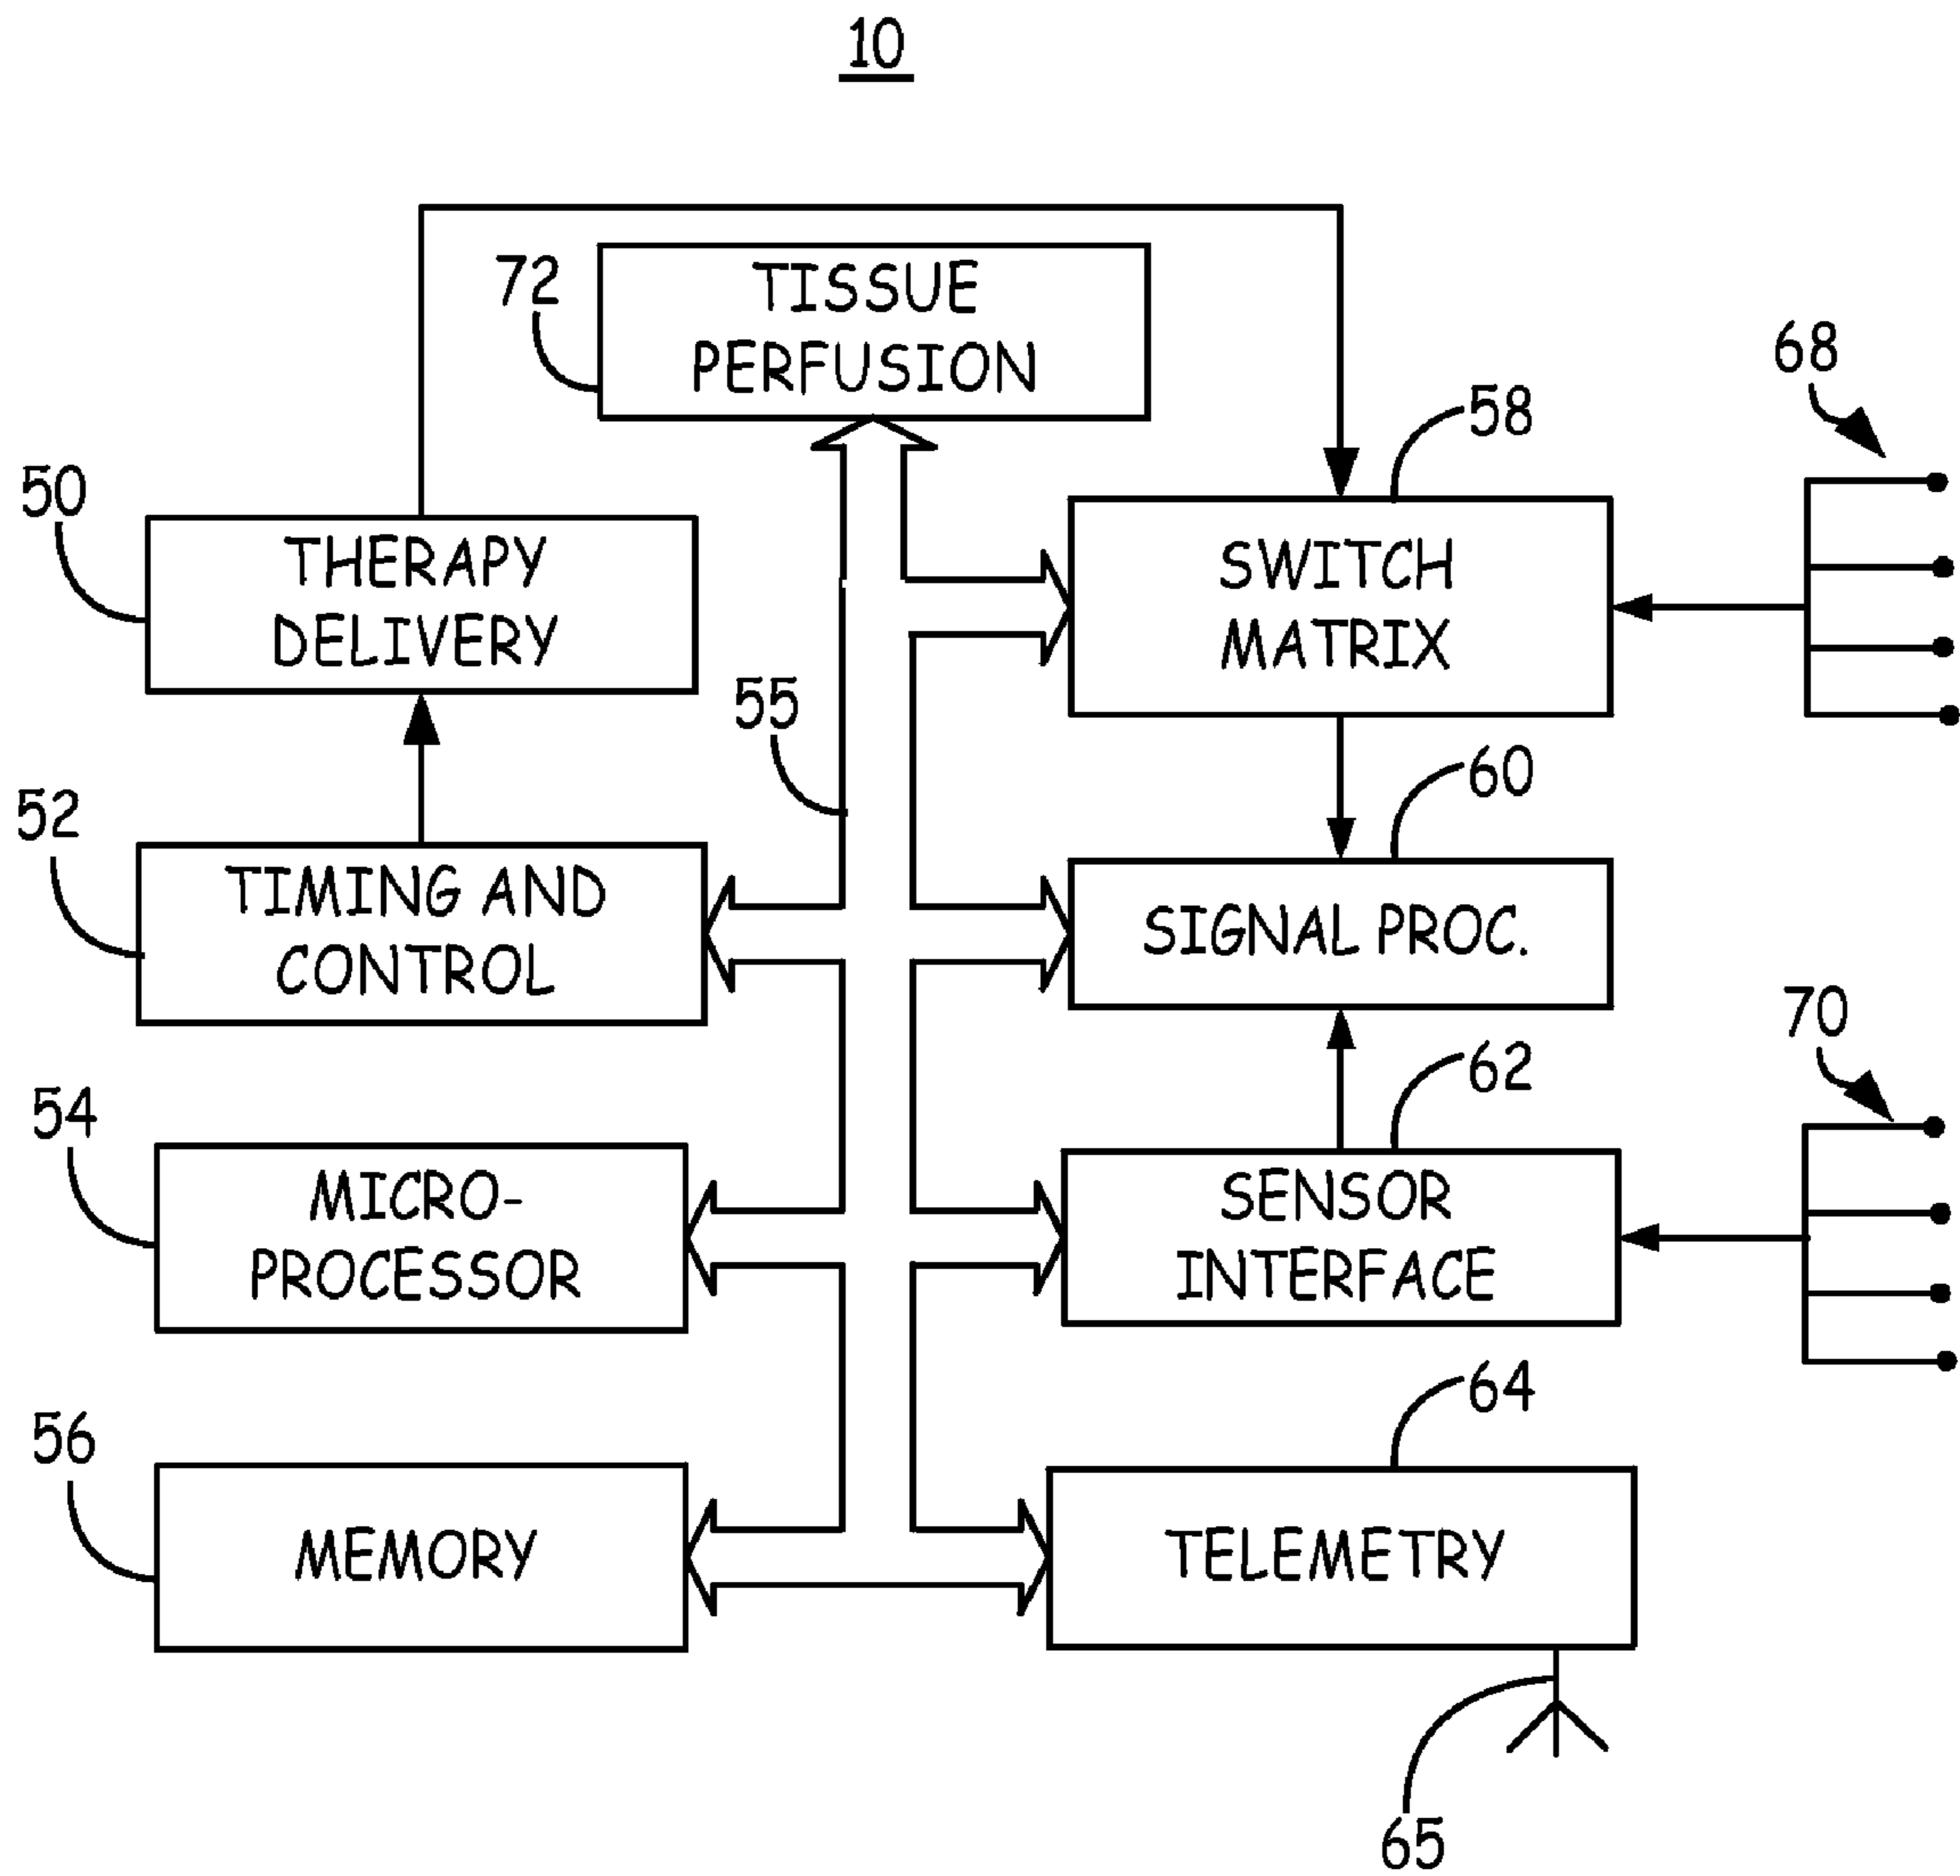 10
72
TISSUE
PERFUSION
68
58
50
THERAPY
DELIVERY
SWITCH
MATRIX
55
60
52
TIMING AND
CONTROL
SIGNAL PROC.
70
62
54
MICRO-
PROCESSOR
SENSOR
INTERFACE
64
56
MEMORY
TELEMETRY
65